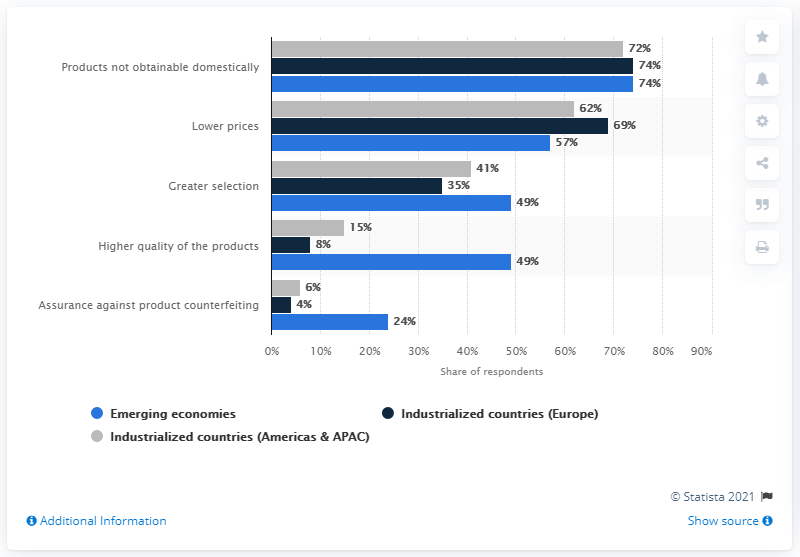 Products not obtainable domestically
72%
74%
74%
Lower prices
62%
69%
57%
Greater selection
41%
35%
49%
Higher quality of the products
15%
8%
49%
Assurance against product counterfeiting
6%
4%
24%
0% 10% 20% 30% 40% 50% 60% 70% 80% 90%
Share of respondents
Emerging economies Industrialized countries (Europe)
Industrialized countries (Americas & APAC)
© Statista 2021
Additional Information Show source